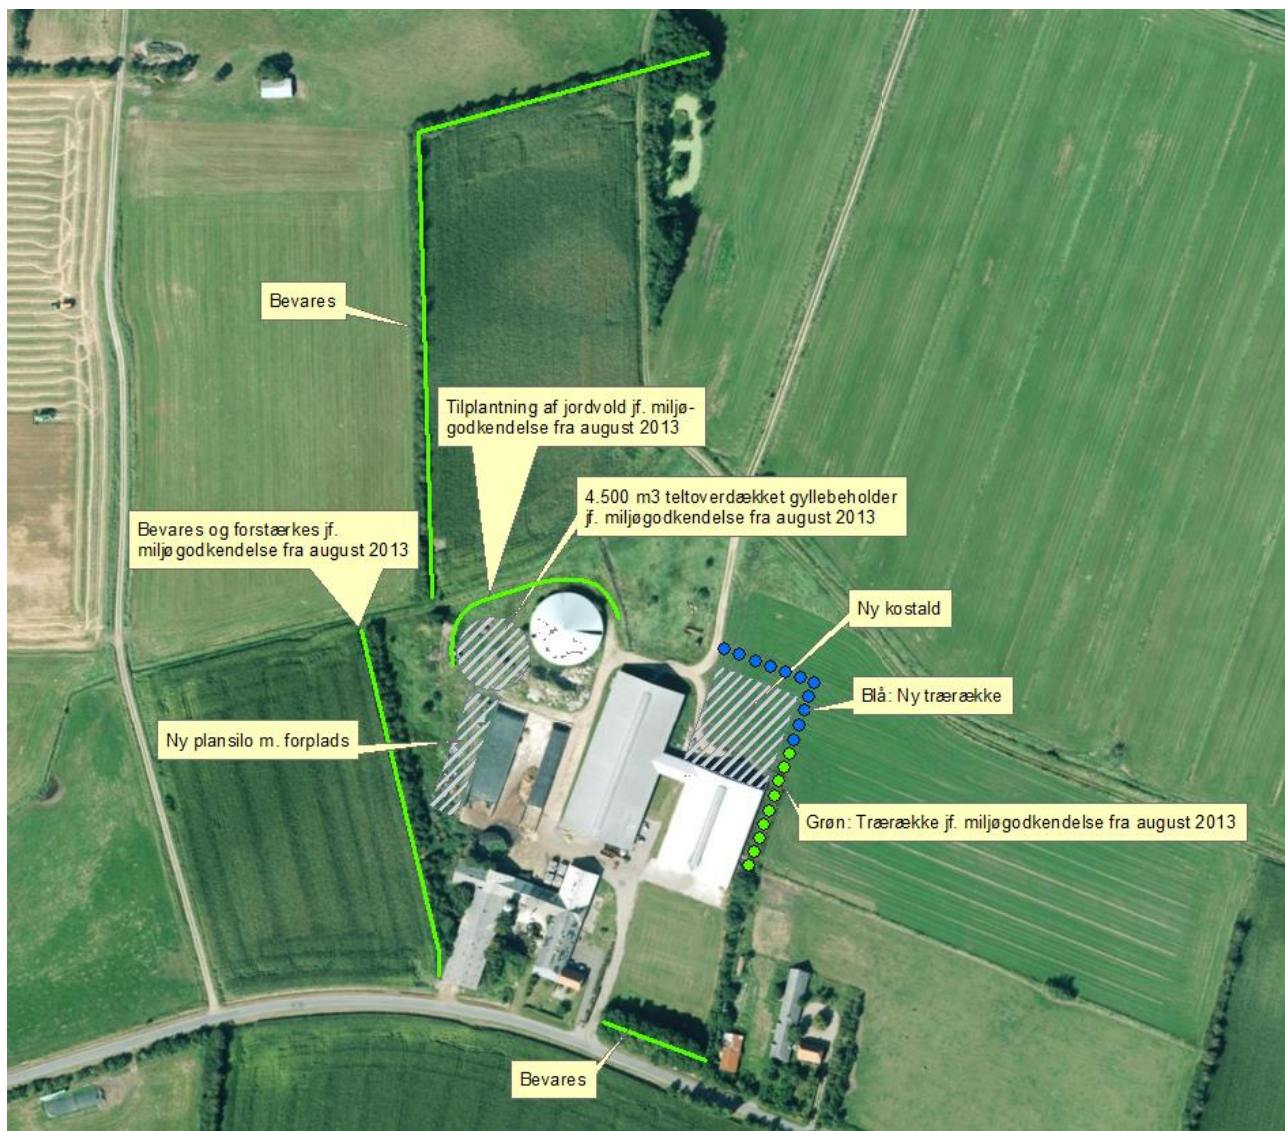 Bevares
Tilplantning af jordvold jf. miljø-
godkendelse fra august 2013
4.500 m3 teltoverdækket gyllebeholder
jf. miljøgodkendelse fra august 2013
Bevares og forstærkes jf.
miljøgodkendelse fra august 2013
Ny kostald
Blå: Ny trærække
Ny plansilo m. forplads
Grøn: Trærække jf. miljøgodkendelse fra august 2013
Bevares